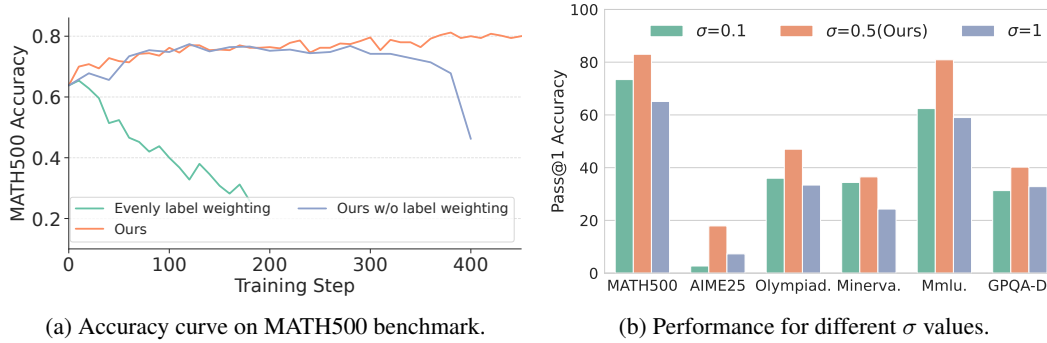 MATH500 Accuracy
0.8
0.6
0.4
0.2
Evenly label weighting
Ours
Ours w/o label weighting
0 100 200 300 400
Training Step
(a) Accuracy curve on MATH500 benchmark.
Pass@1 Accuracy
100
80
60
40
20
0
σ=0.1 σ=0.5(Ours) σ=1
MATH500 AIME25 Olympiad. Minerva. Mmlu. GPQA-D
(b) Performance for different σ values.